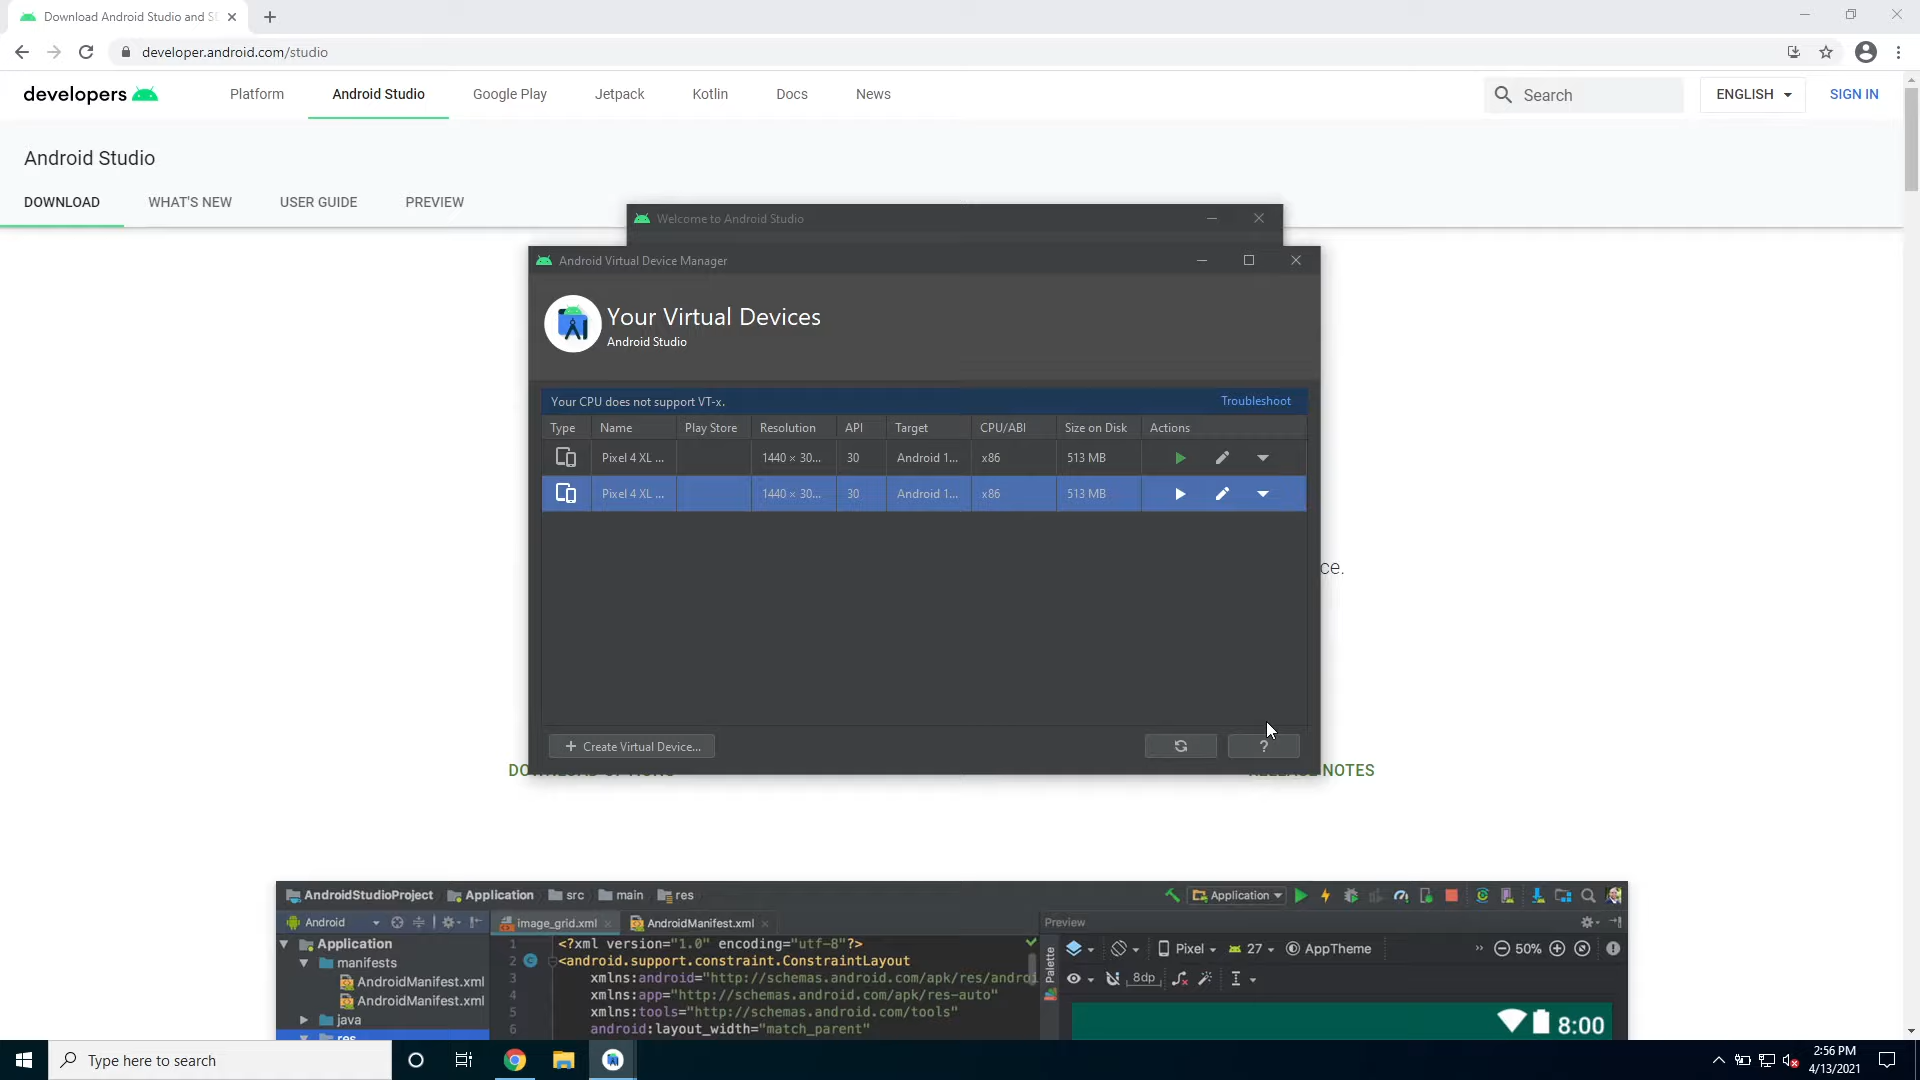 Download Android Studio and S
developer.android.com/studio
developers
Platform
Android Studio
Google Play
Jetpack
Kotlin
Docs
News
Search
ENGLISH
SIGN IN
Android Studio
DOWNLOAD
WHAT'S NEW
USER GUIDE
PREVIEW
Welcome to Android Studio
Android Virtual Device Manager
Your Virtual Devices
Android Studio
Your CPU does not support VT-x.
Troubleshoot
Type Name Play Store Resolution API Target CPU/ABI Size on Disk Actions
Pixel 4 XL ... 1440 × 30... 30 Android 1... x86 513 MB
Pixel 4 XL ... 1440 × 30... 30 Android 1... x86 513 MB
ce.
+ Create Virtual Device...
?
NOTES
AndroidStudioProject Application src main res
Application
Android
image_grid.xml
AndroidManifest.xml
Preview
Application
manifests
AndroidManifest.xml
AndroidManifest.xml
java
res
1 <?xml version="1.0" encoding="utf-8"?>
2 <android.support.constraint.ConstraintLayout
3 xmlns:android="http://schemas.android.com/apk/res/androi
4 xmlns:app="http://schemas.android.com/apk/res-auto"
5 xmlns:tools="http://schemas.android.com/tools"
6 android:layout_width="match_parent"
Palette
Pixel
27
AppTheme
50%
8dp
8:00
Type here to search
2:56 PM
4/13/2021